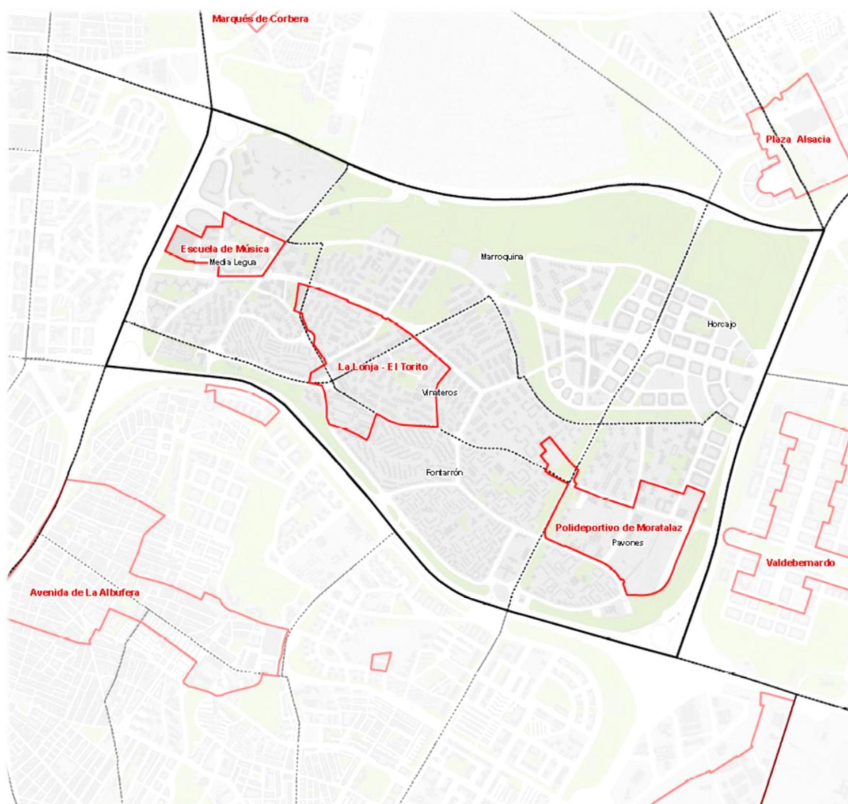 Marqués de Corbera
Plaza Alsacia
Escuela de Música
Media Legua
Marroquina
Horcajo
La Lonja - El Torito
Vinateros
Fontarrón
Polideportivo de Moratalaz
Pavones
Valdebernardo
Avenida de La Albufera